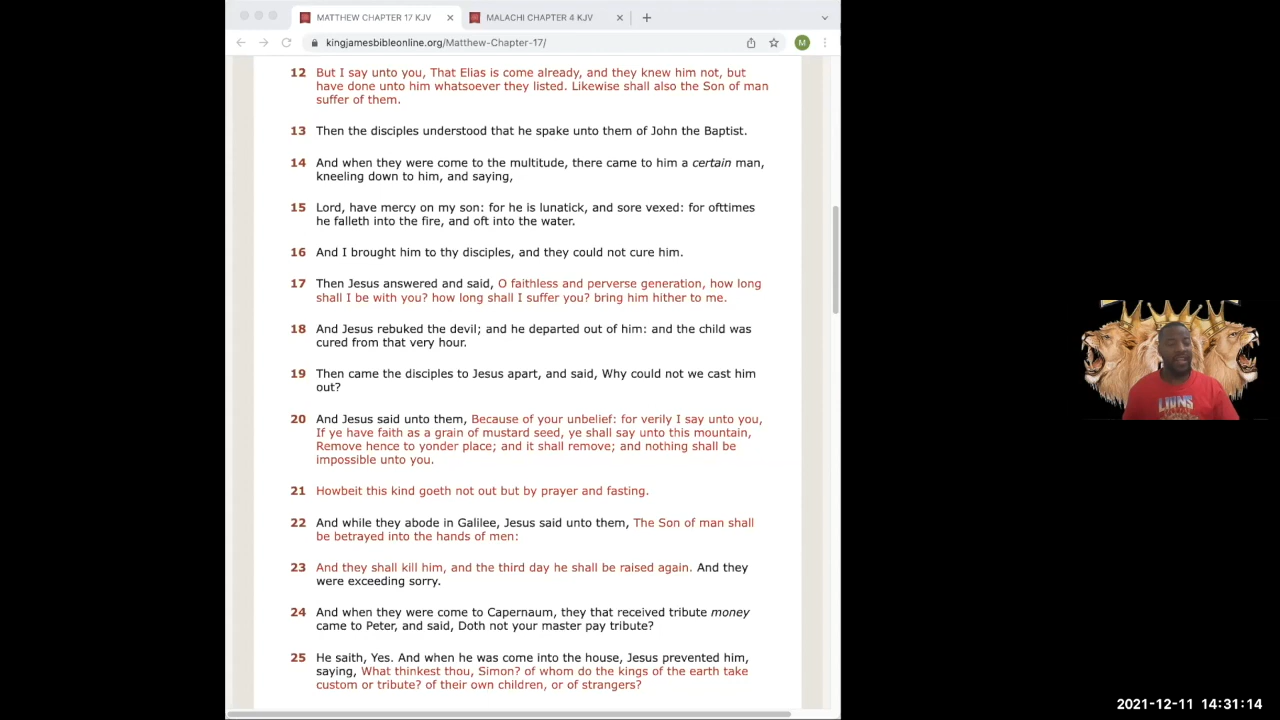 MATTHEW CHAPTER 17 KJV
MALACHI CHAPTER 4 KJV
kingjamesbibleonline.org/Matthew-Chapter-17/
M
12 But I say unto you, That Elias is come already, and they knew him not, but
have done unto him whatsoever they listed. Likewise shall also the Son of man
suffer of them.
13 Then the disciples understood that he spake unto them of John the Baptist.
14 And when they were come to the multitude, there came to him a certain man,
kneeling down to him, and saying,
15 Lord, have mercy on my son: for he is lunatick, and sore vexed: for ofttimes
he falleth into the fire, and oft into the water.
16 And I brought him to thy disciples, and they could not cure him.
17 Then Jesus answered and said, O faithless and perverse generation, how long
shall I be with you? how long shall I suffer you? bring him hither to me.
18 And Jesus rebuked the devil; and he departed out of him: and the child was
cured from that very hour.
19 Then came the disciples to Jesus apart, and said, Why could not we cast him
out?
20 And Jesus said unto them, Because of your unbelief: for verily I say unto you,
If ye have faith as a grain of mustard seed, ye shall say unto this mountain,
Remove hence to yonder place; and it shall remove; and nothing shall be
impossible unto you.
21 Howbeit this kind goeth not out but by prayer and fasting.
22 And while they abode in Galilee, Jesus said unto them, The Son of man shall
be betrayed into the hands of men:
23 And they shall kill him, and the third day he shall be raised again. And they
were exceeding sorry.
24 And when they were come to Capernaum, they that received tribute money
came to Peter, and said, Doth not your master pay tribute?
25 He saith, Yes. And when he was come into the house, Jesus prevented him,
saying, What thinkest thou, Simon? of whom do the kings of the earth take
custom or tribute? of their own children, or of strangers?
LIONS
2021-12-11 14:31:14